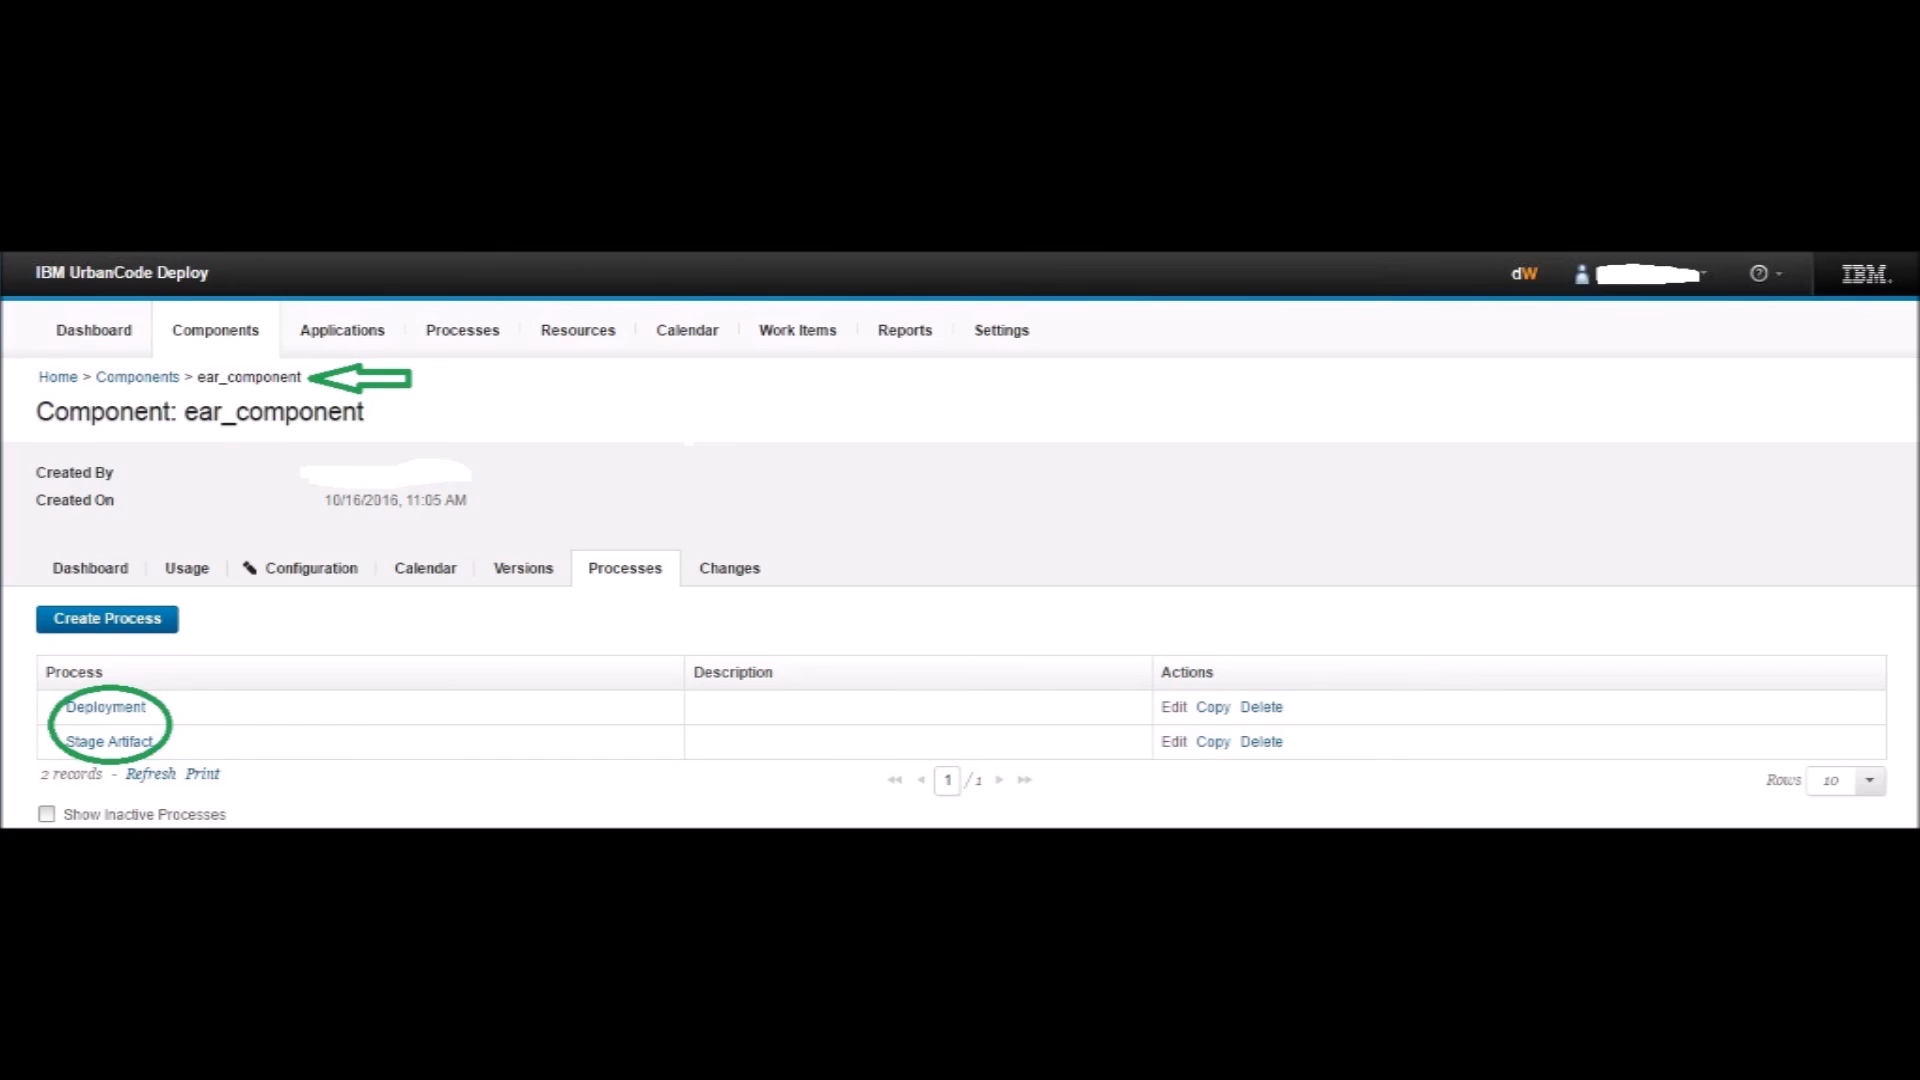 IBM UrbanCode Deploy dW IBM.
Dashboard Components Applications Processes Resources Calendar Work Items Reports Settings
Home > Components > ear_component
Component: ear_component
Created By
Created On 10/16/2016, 11:05 AM
Dashboard Usage Configuration Calendar Versions Processes Changes
Create Process
Process Description Actions
Deployment Edit Copy Delete
Stage Artifact Edit Copy Delete
2 records - Refresh Print 1 / 1 Rows 10
Show Inactive Processes